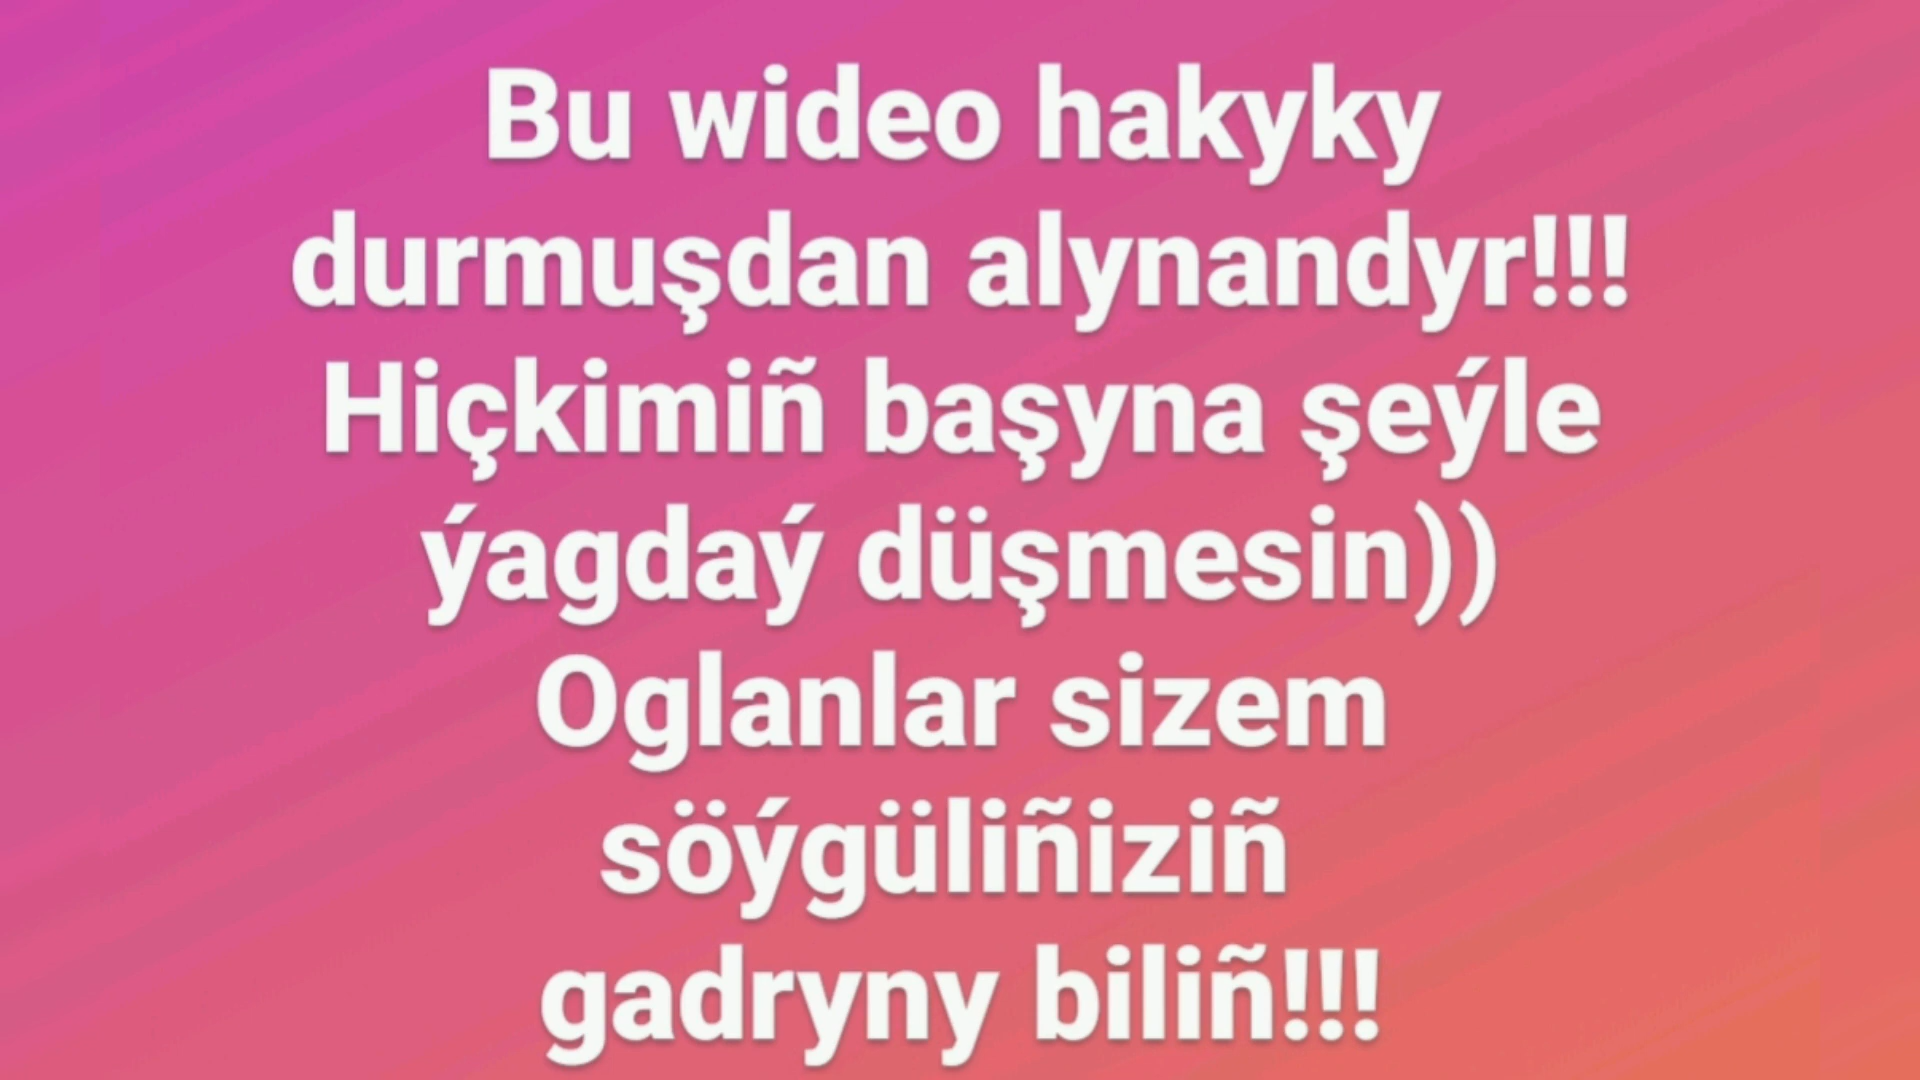 Bu wideo hakyky
durmuşdan alynandyr!!!
Hiçkimiñ başyna şeýle
ýagdaý düşmesin))
Oglanlar sizem
söýgüliñiziñ
gadryny biliñ!!!